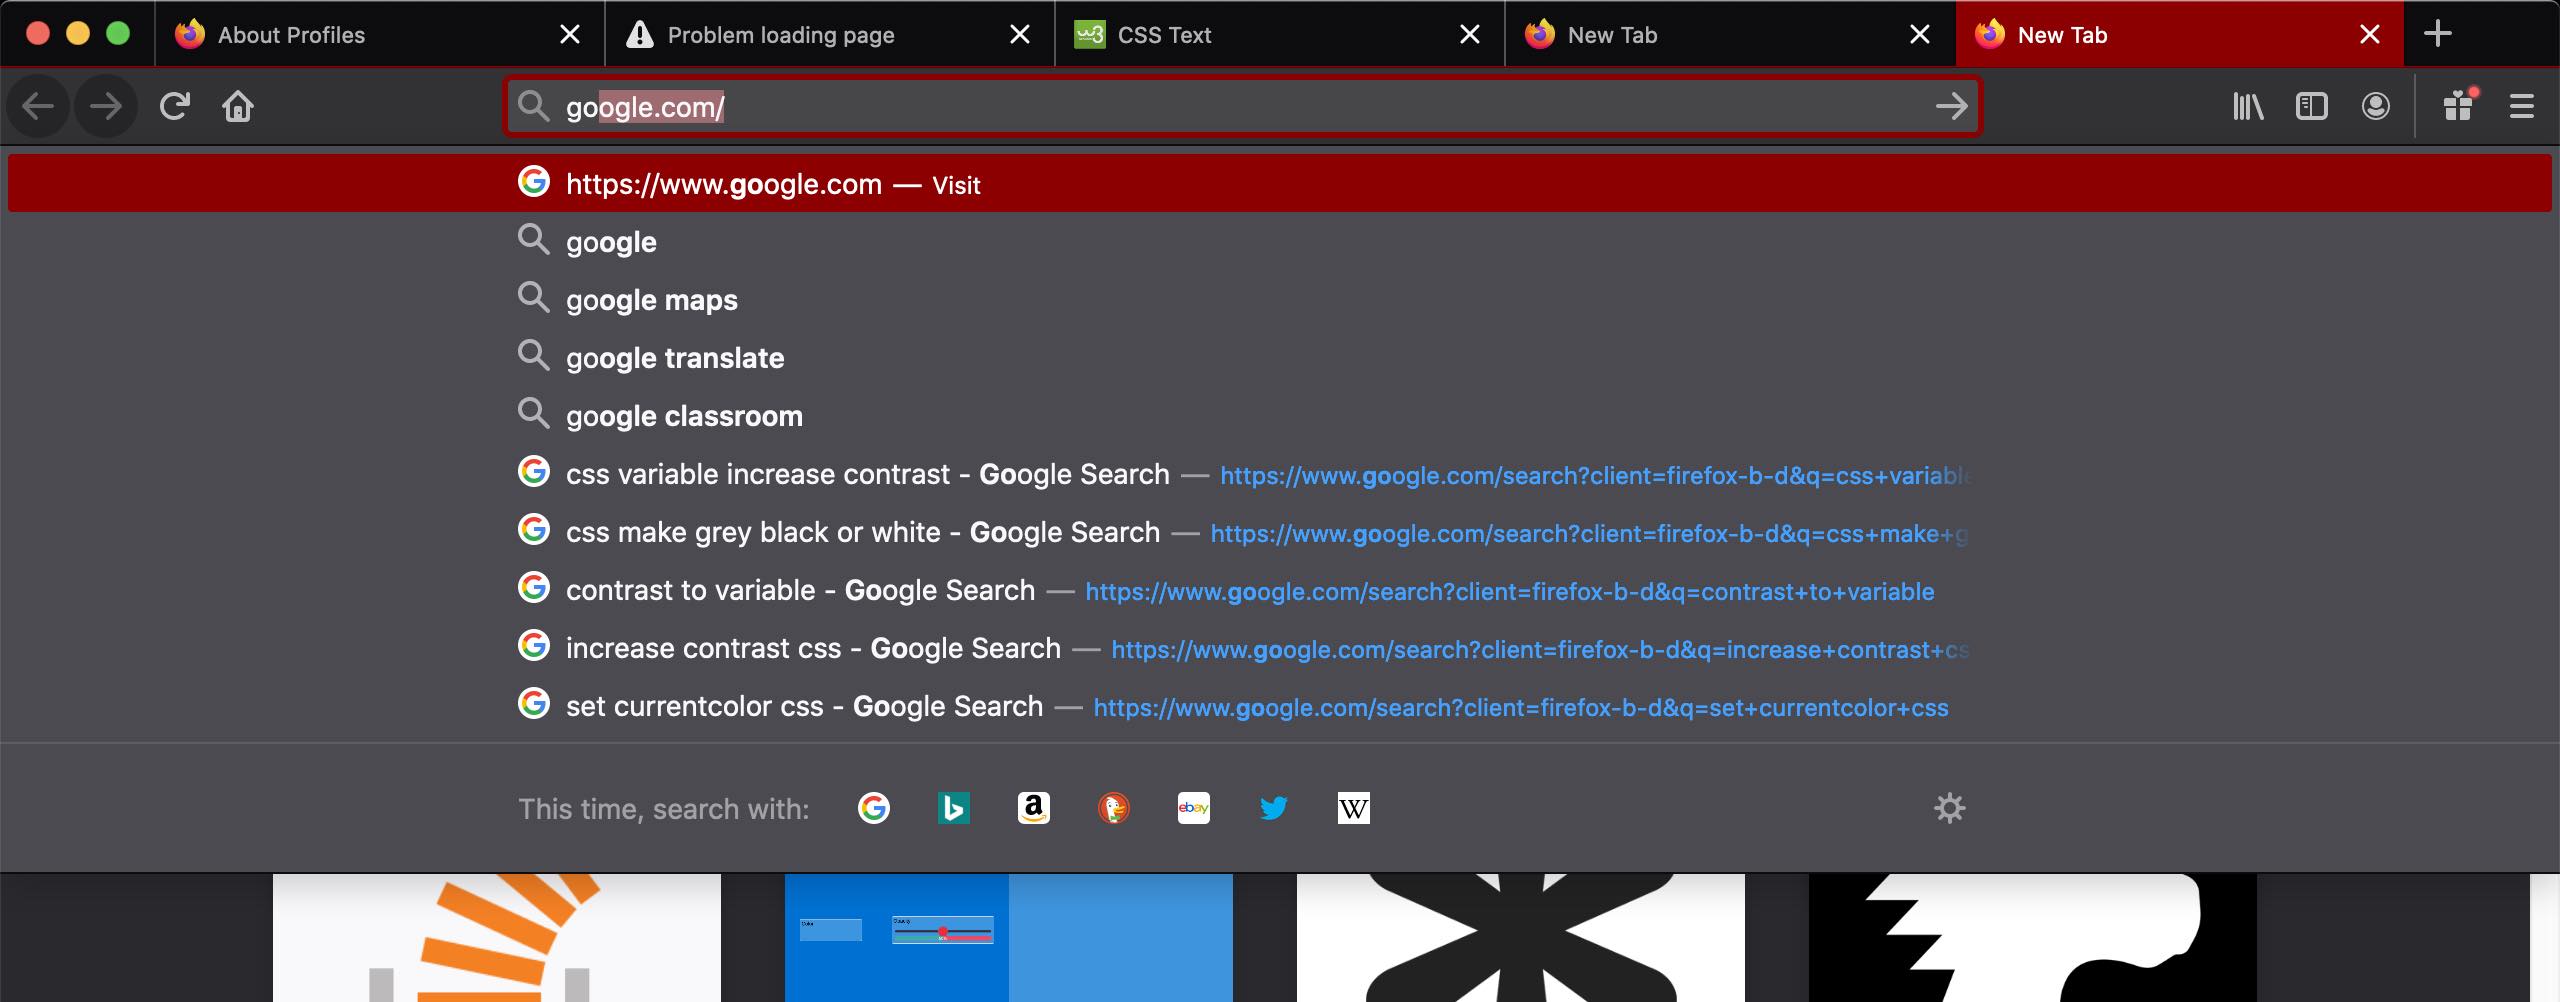 About Profiles
Problem loading page
w3
CSS Text
New Tab
New Tab
google.com/
https://www.google.com — Visit
google
google maps
google translate
google classroom
css variable increase contrast - Google Search — https://www.google.com/search?client=firefox-b-d&q=css+variable
css make grey black or white - Google Search — https://www.google.com/search?client=firefox-b-d&q=css+make+g
contrast to variable - Google Search — https://www.google.com/search?client=firefox-b-d&q=contrast+to+variable
increase contrast css - Google Search — https://www.google.com/search?client=firefox-b-d&q=increase+contrast+cs
set currentcolor css - Google Search — https://www.google.com/search?client=firefox-b-d&q=set+currentcolor+css
This time, search with:
G
b
a
ebay
W
Color
Opacity